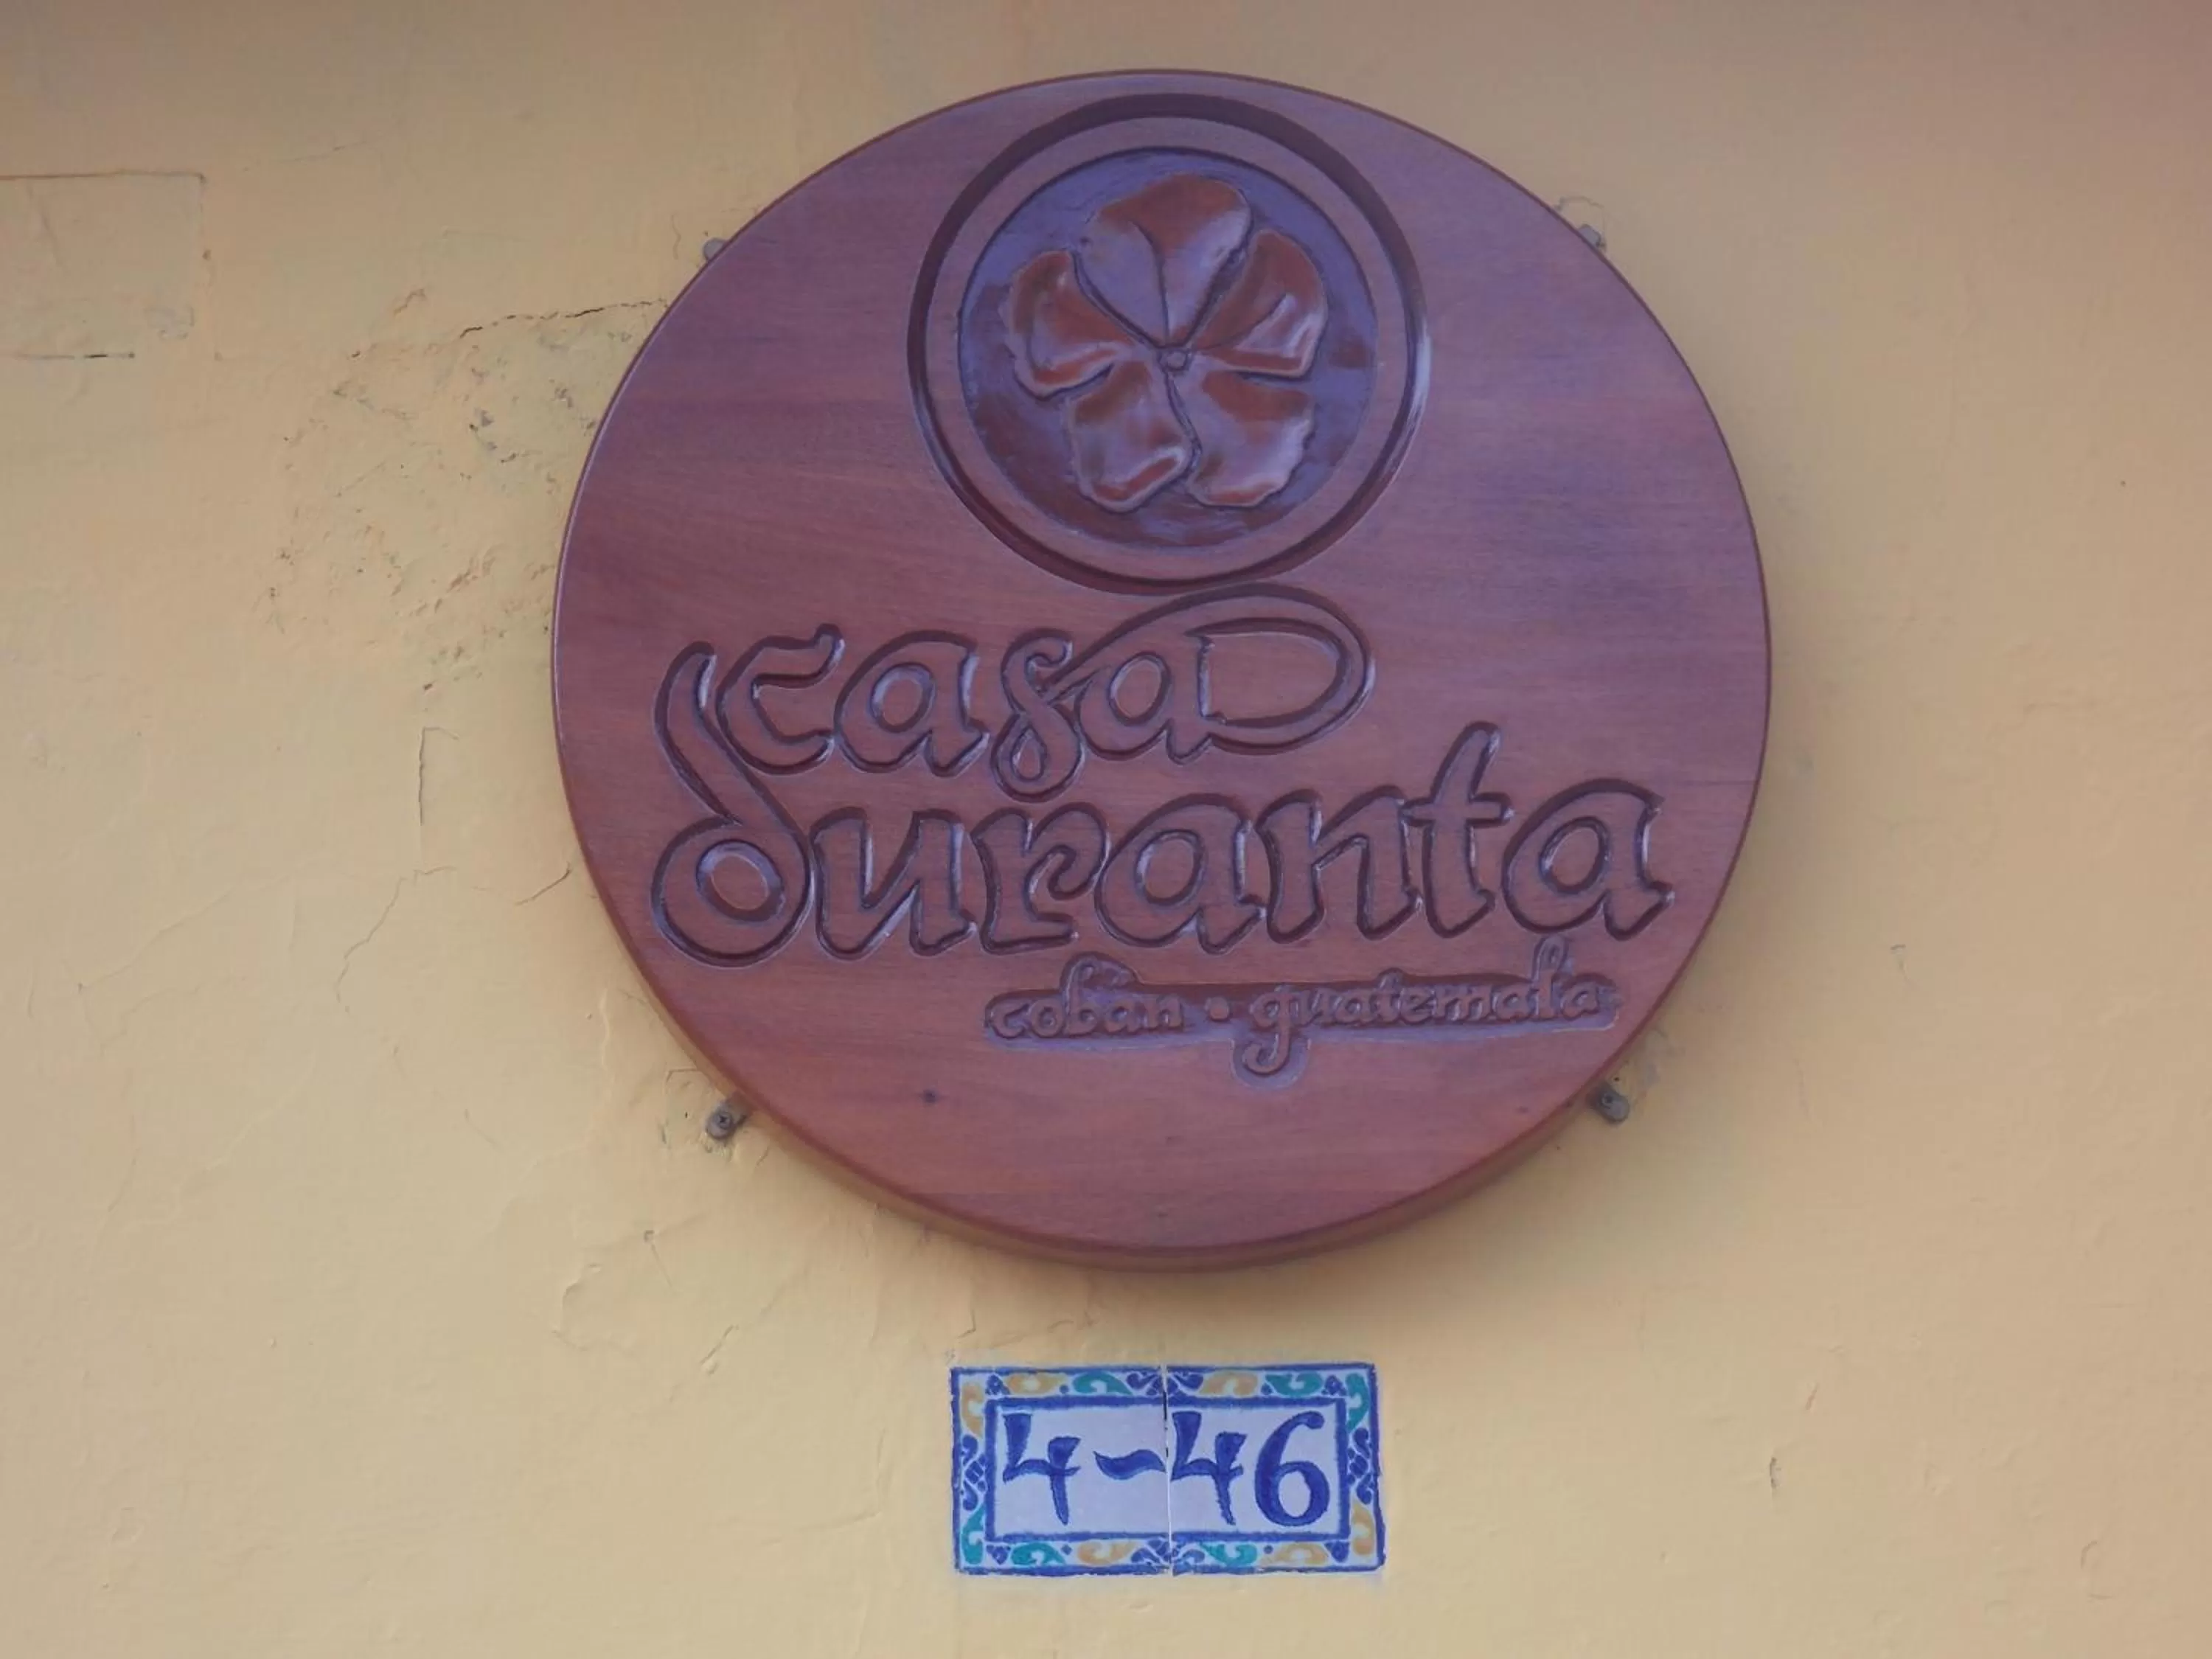 casa
duranta
cobán · guatemala
4-46